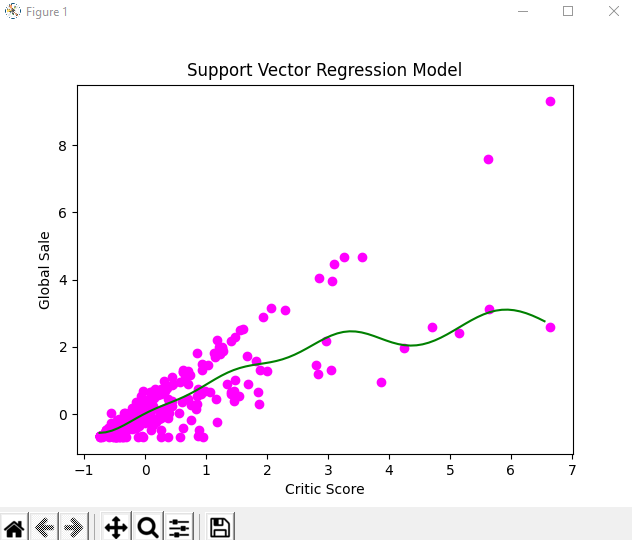 Figure 1
Support Vector Regression Model
8
6
4
2
0
Global Sale
−1 0 1 2 3 4 5 6 7
Critic Score